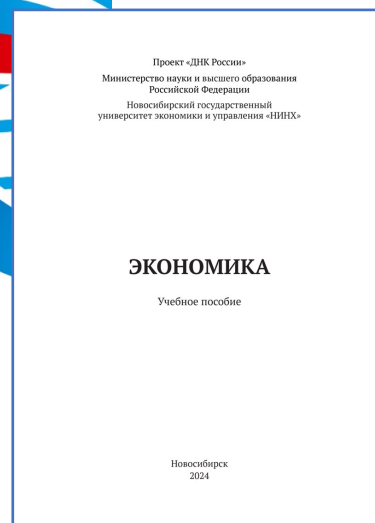 Проект «ДНК России»
Министерство науки и высшего образования
Российской Федерации
Новосибирский государственный
университет экономики и управления «НИНХ»
ЭКОНОМИКА
Учебное пособие
Новосибирск
2024